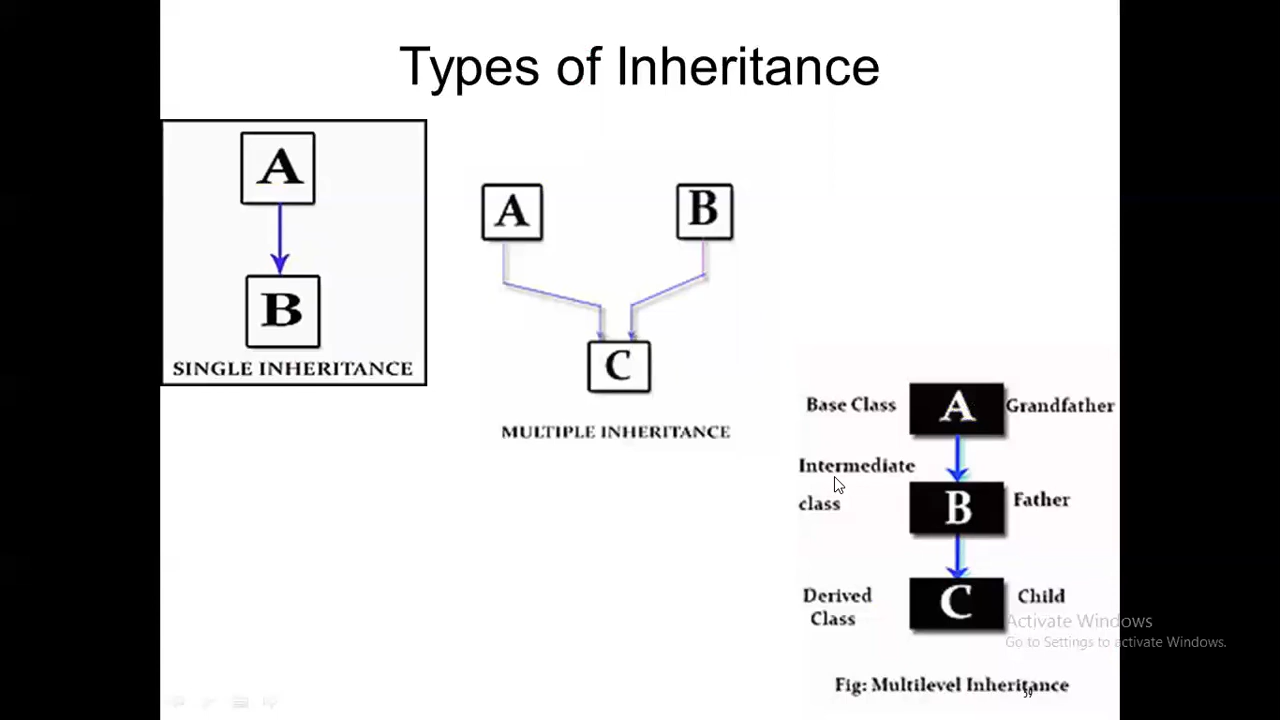 Types of Inheritance
A
B
SINGLE INHERITANCE
A B
C
MULTIPLE INHERITANCE
Base Class A Grandfather
Intermediate
class B Father
Derived
Class C Child
Activate Windows
Go to Settings to activate Windows.
Fig: Multilevel Inheritance
59